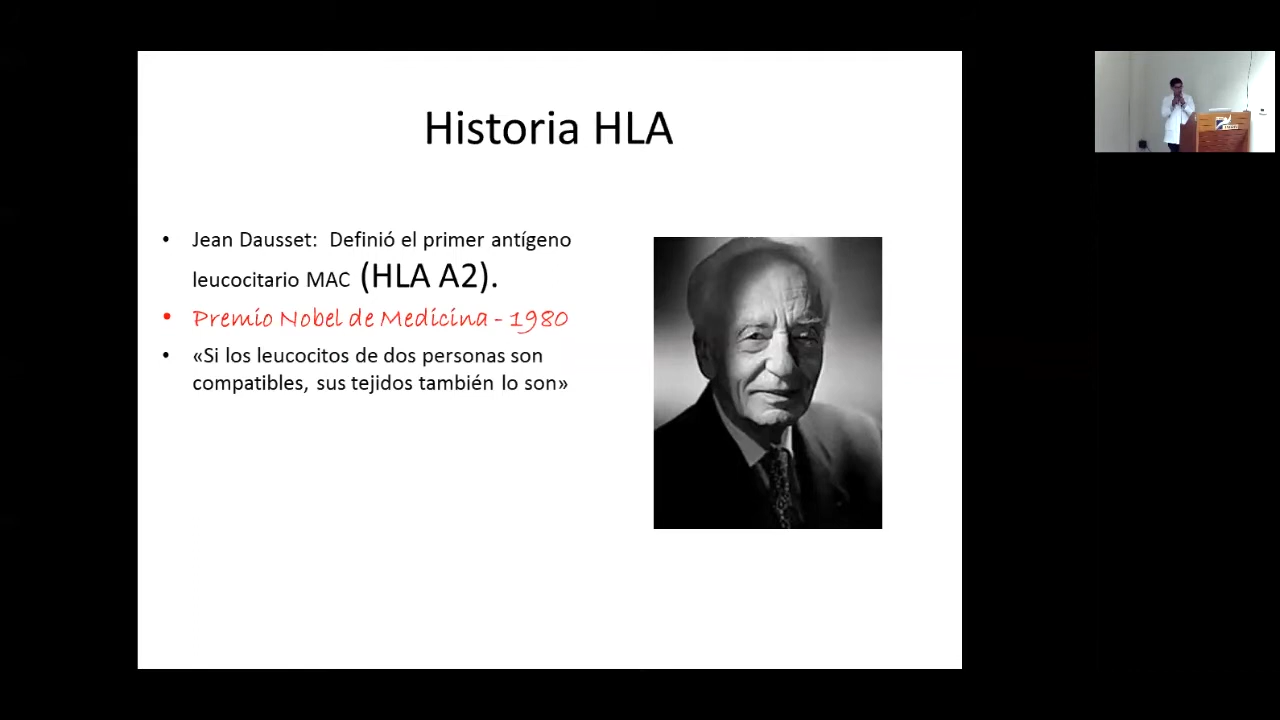 Historia HLA
• Jean Dausset: Definió el primer antígeno
leucocitario MAC (HLA A2).
• Premio Nobel de Medicina - 1980
• «Si los leucocitos de dos personas son
compatibles, sus tejidos también lo son»